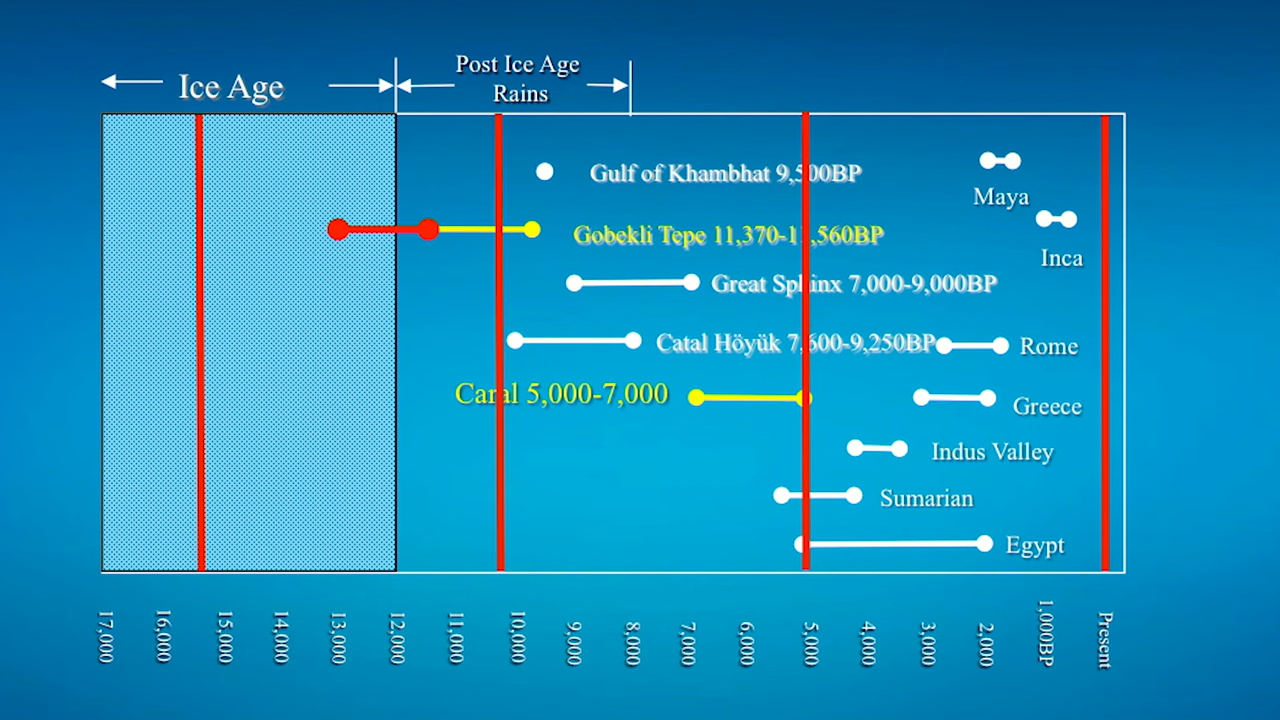 Ice Age
Post Ice Age
Rains
Gulf of Khambhat 9,500BP
Maya
Gobekli Tepe 11,370-11,560BP
Inca
Great Sphinx 7,000-9,000BP
Catal Höyük 7,600-9,250BP
Rome
Caral 5,000-7,000
Greece
Indus Valley
Sumarian
Egypt
17,000
16,000
15,000
14,000
13,000
12,000
11,000
10,000
9,000
8,000
7,000
6,000
5,000
4,000
3,000
2,000
1,000BP
Present